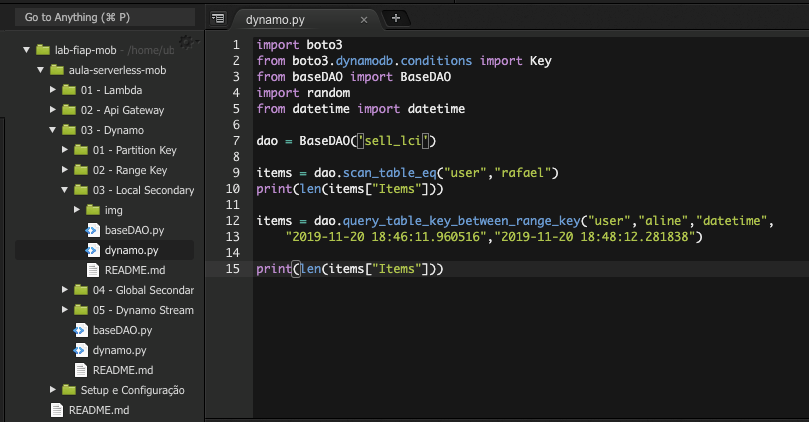 Go to Anything (⌘ P)
lab-fiap-mob - /home/ub
aula-serverless-mob
01 - Lambda
02 - Api Gateway
03 - Dynamo
01 - Partition Key
02 - Range Key
03 - Local Secondary
img
baseDAO.py
dynamo.py
README.md
04 - Global Secondar
05 - Dynamo Stream
baseDAO.py
dynamo.py
README.md
Setup e Configuração
README.md
dynamo.py
1 import boto3
2 from boto3.dynamodb.conditions import Key
3 from baseDAO import BaseDAO
4 import random
5 from datetime import datetime
6
7 dao = BaseDAO('sell_lci')
8
9 items = dao.scan_table_eq("user","rafael")
10 print(len(items["Items"]))
11
12 items = dao.query_table_key_between_range_key("user","aline","datetime",
13 "2019-11-20 18:46:11.960516","2019-11-20 18:48:12.281838")
14
15 print(len(items["Items"]))